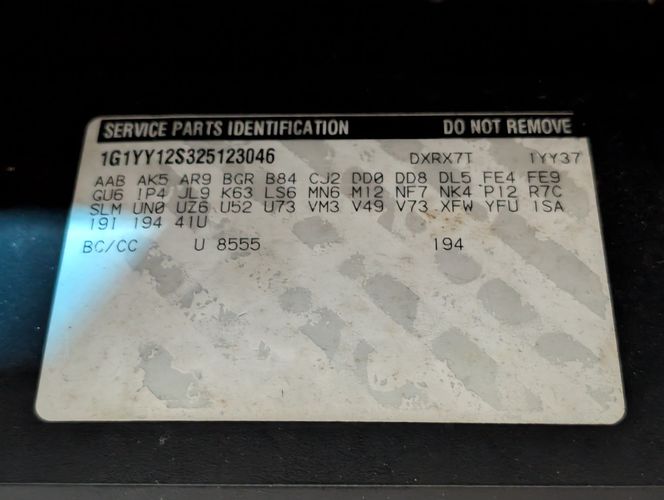 SERVICE PARTS IDENTIFICATION DO NOT REMOVE
1G1YY12S325123046 DXRX7T 1YY37
AAB AK5 AR9 BGR B84 CJ2 DD0 DD8 DL5 FE4 FE9
GU6 IP4 JL9 K63 LS6 MN6 M12 NF7 NK4 P12 R7C
SLM UN0 UZ6 U52 U73 VM3 V49 V73 XFW YFU 1SA
19I 194 41U
BC/CC U 8555 194